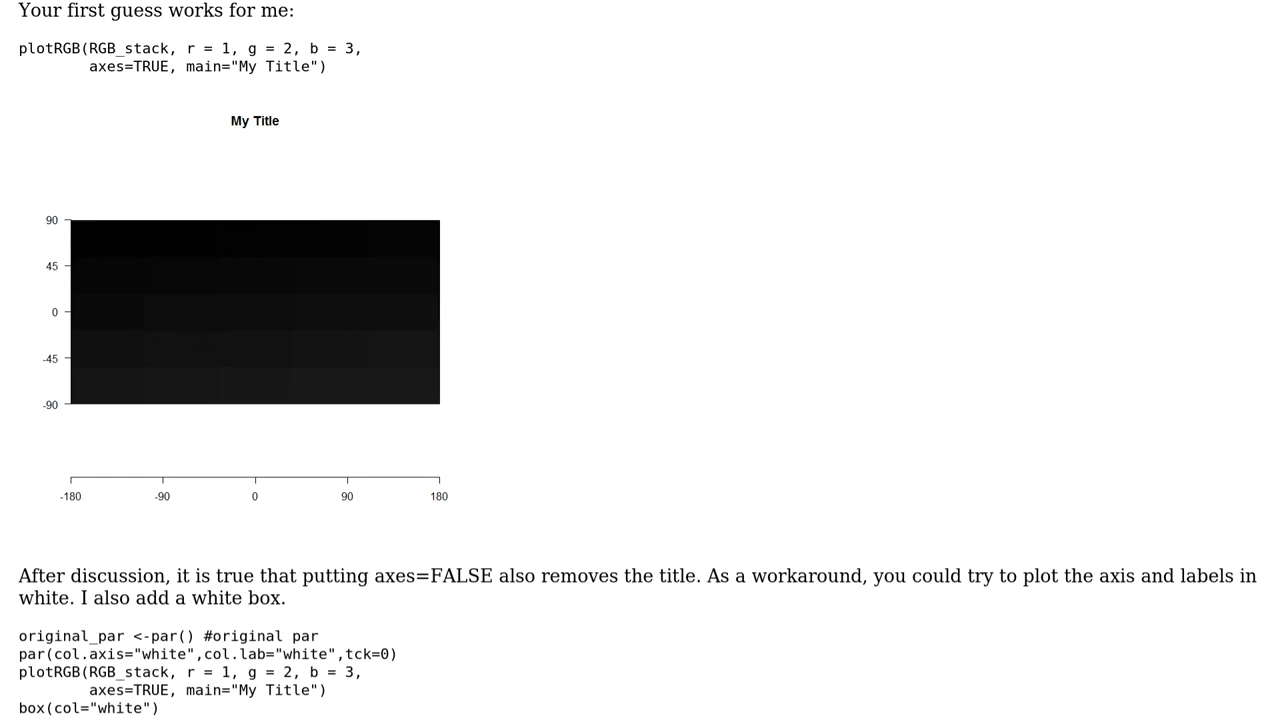 Your first guess works for me:
plotRGB(RGB_stack, r = 1, g = 2, b = 3,
        axes=TRUE, main="My Title")
My Title
90
45
0
-45
-90
-180 -90 0 90 180
After discussion, it is true that putting axes=FALSE also removes the title. As a workaround, you could try to plot the axis and labels in
white. I also add a white box.
original_par <-par() #original par
par(col.axis="white",col.lab="white",tck=0)
plotRGB(RGB_stack, r = 1, g = 2, b = 3,
        axes=TRUE, main="My Title")
box(col="white")